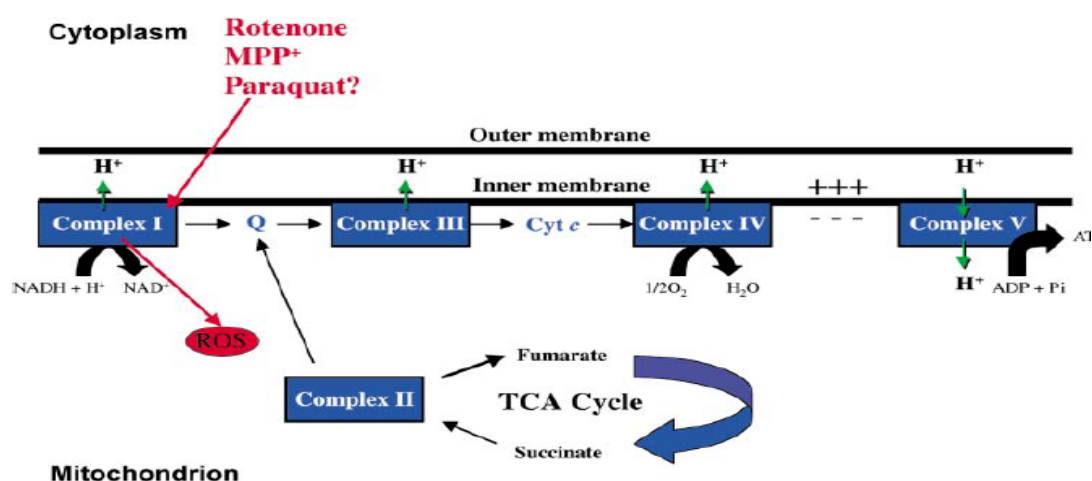 Cytoplasm
Rotenone
MPP⁺
Paraquat?
Outer membrane
H⁺ H⁺ H⁺ H⁺
Inner membrane
+++
Complex I Q Complex III Cyt c Complex IV - - - Complex V
AT
NADH + H⁺ NAD⁺ 1/2O₂ H₂O H⁺ ADP + Pi
ROS
Fumarate
Complex II TCA Cycle
Succinate
Mitochondrion